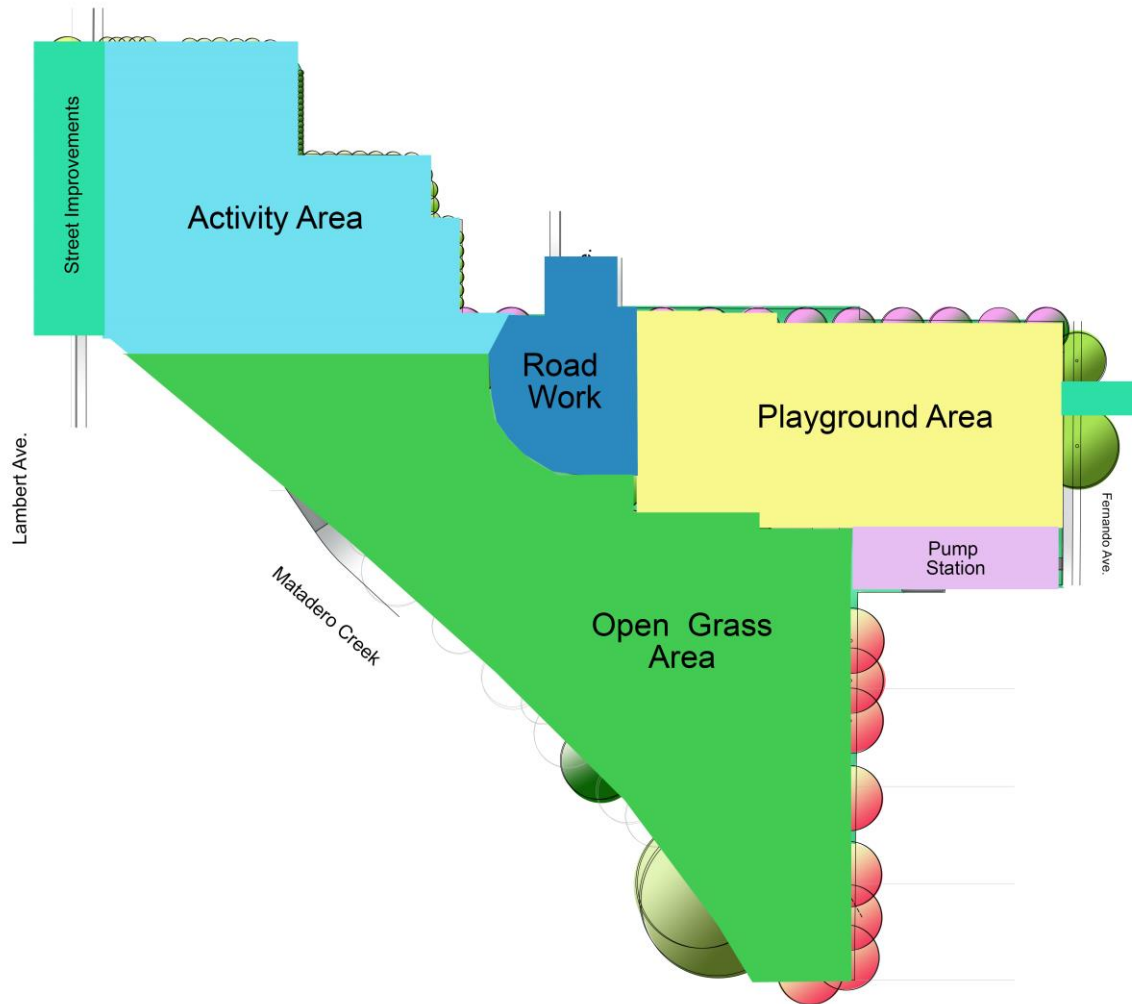 Street Improvements
Activity Area
Road
Work
Playground Area
Lambert Ave.
Fernando Ave.
Pump
Station
Matadero Creek
Open Grass
Area